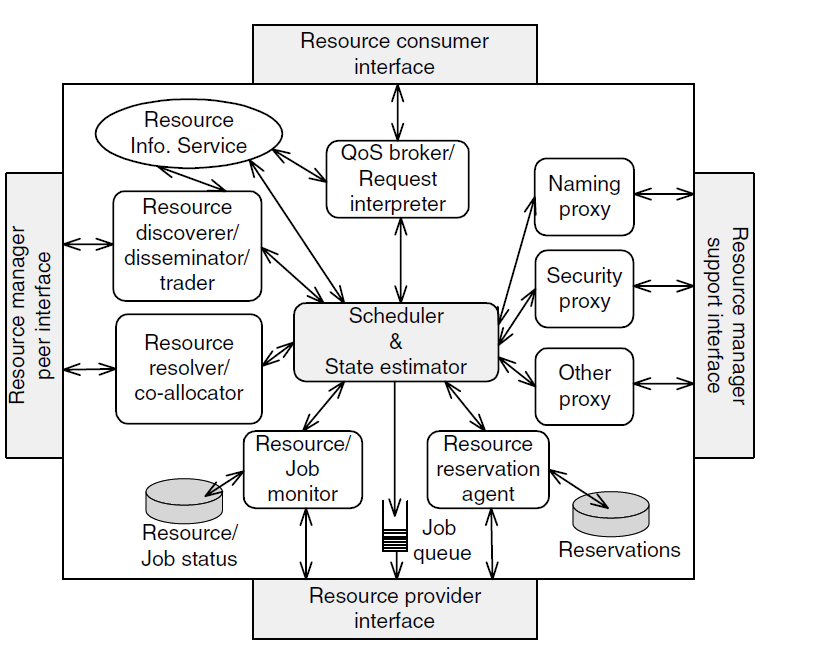 Resource consumer
interface
Resource
Info. Service
QoS broker/
Request
interpreter
Naming
proxy
Resource
discoverer/
disseminator/
trader
Security
proxy
Resource manager
peer interface
Resource manager
support interface
Scheduler
&
State estimator
Resource
resolver/
co-allocator
Other
proxy
Resource/
Job
monitor
Resource
reservation
agent
Resource/
Job status
Job
queue
Reservations
Resource provider
interface